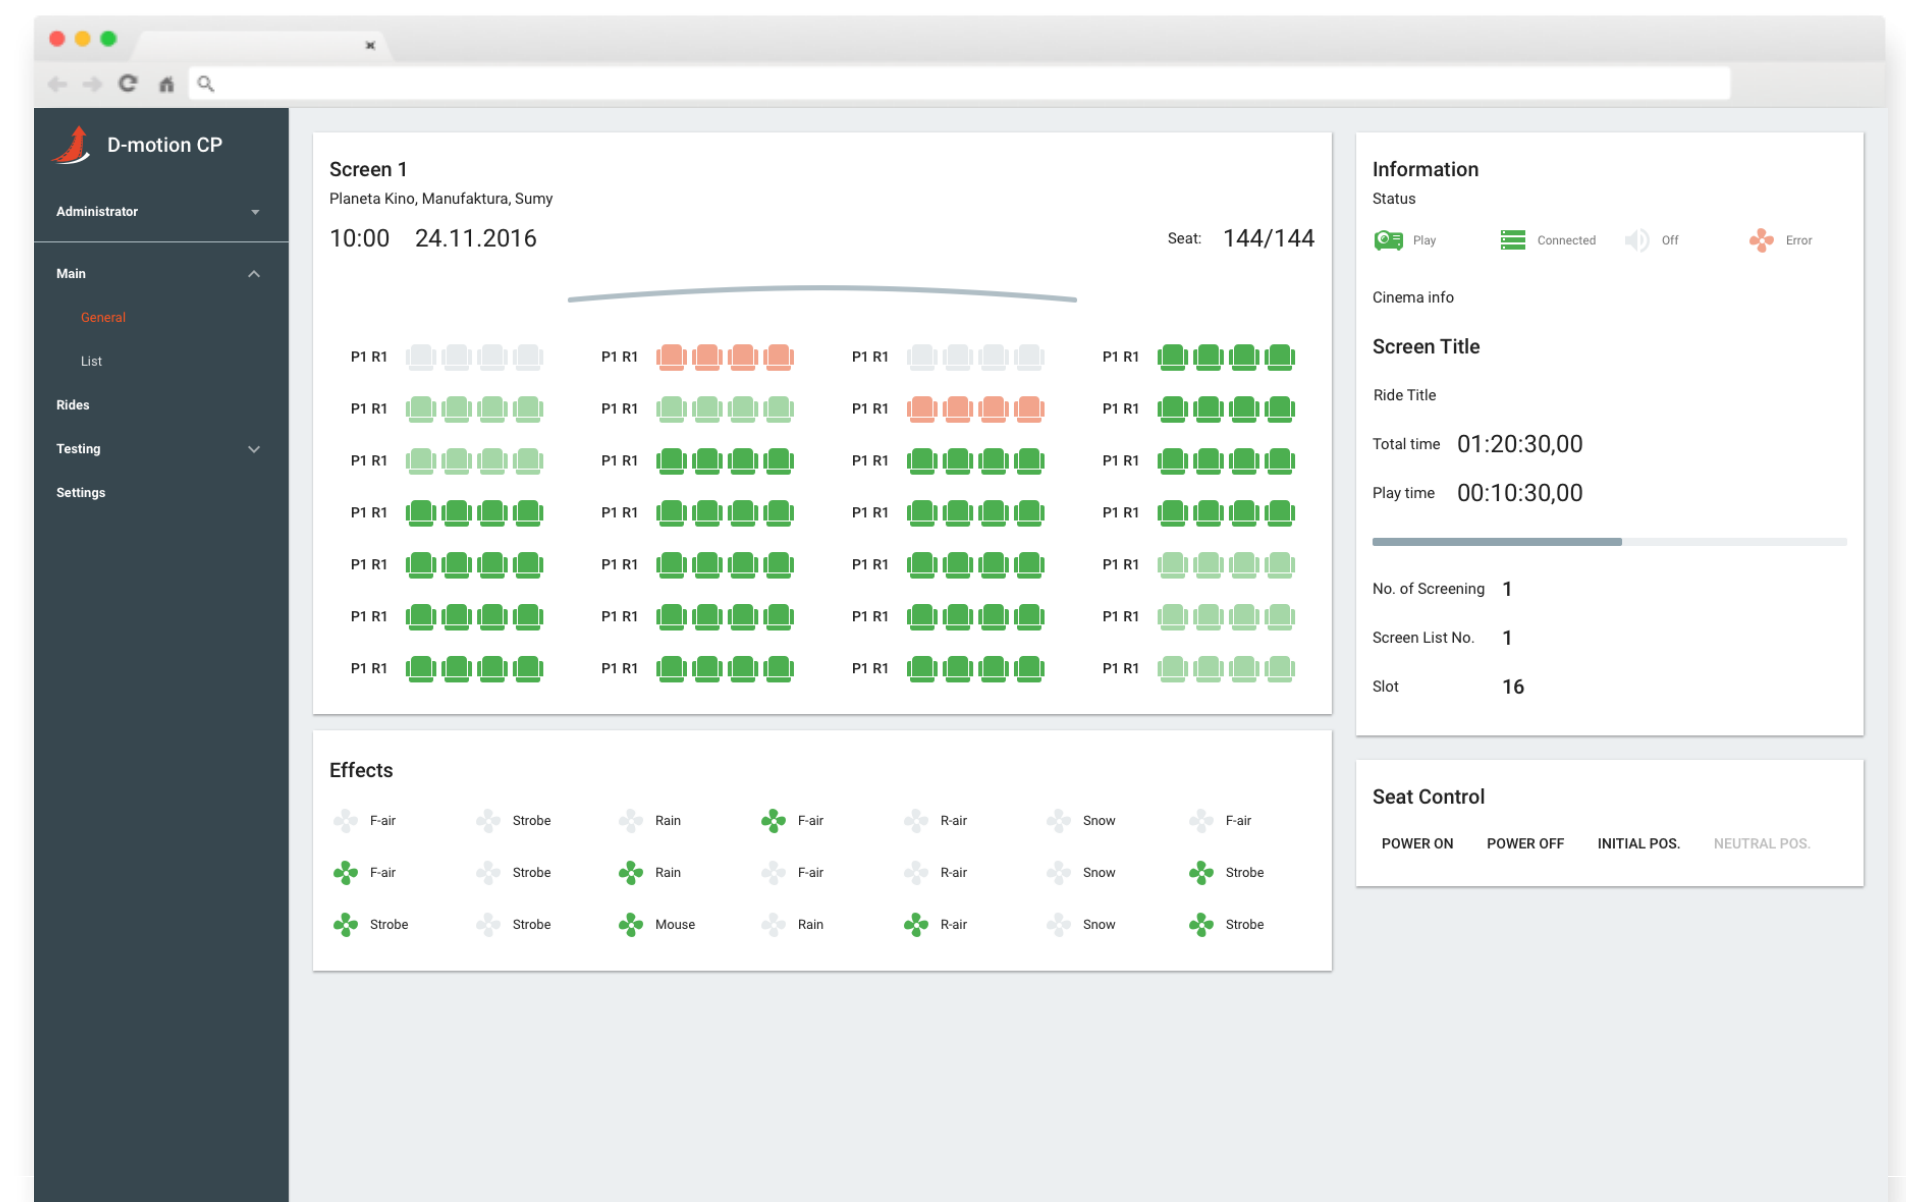 D-motion CP
Administrator
Main
General
List
Rides
Testing
Settings
Screen 1
Planeta Kino, Manufaktura, Sumy
10:00 24.11.2016 Seat: 144/144
P1 R1 P1 R1 P1 R1 P1 R1
P1 R1 P1 R1 P1 R1 P1 R1
P1 R1 P1 R1 P1 R1 P1 R1
P1 R1 P1 R1 P1 R1 P1 R1
P1 R1 P1 R1 P1 R1 P1 R1
P1 R1 P1 R1 P1 R1 P1 R1
P1 R1 P1 R1 P1 R1 P1 R1
Effects
F-air Strobe Rain F-air R-air Snow F-air
F-air Strobe Rain F-air R-air Snow Strobe
Strobe Strobe Mouse Rain R-air Snow Strobe
Information
Status
Play Connected Off Error
Cinema info
Screen Title
Ride Title
Total time 01:20:30,00
Play time 00:10:30,00
No. of Screening 1
Screen List No. 1
Slot 16
Seat Control
POWER ON POWER OFF INITIAL POS. NEUTRAL POS.